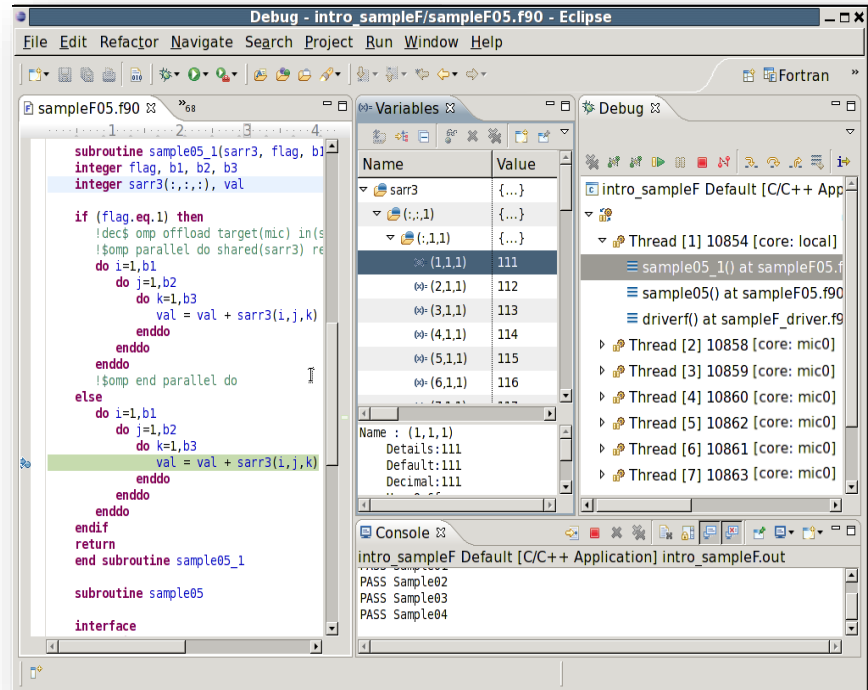 Debug - intro_sampleF/sampleF05.f90 - Eclipse
File Edit Refactor Navigate Search Project Run Window Help
Fortran »
sampleF05.f90 »68
1 2 3 4
subroutine sample05_1(sarr3, flag, b1
integer flag, b1, b2, b3
integer sarr3(:,:,:), val
if (flag.eq.1) then
!dec$ omp offload target(mic) in(s
!$omp parallel do shared(sarr3) re
do i=1,b1
do j=1,b2
do k=1,b3
val = val + sarr3(i,j,k)
enddo
enddo
enddo
!$omp end parallel do
else
do i=1,b1
do j=1,b2
do k=1,b3
val = val + sarr3(i,j,k)
enddo
enddo
enddo
endif
return
end subroutine sample05_1
subroutine sample05
interface
(x)= Variables
Name Value
sarr3 {...}
(:,:,1) {...}
(:,1,1) {...}
(1,1,1) 111
(x)= (2,1,1) 112
(x)= (3,1,1) 113
(x)= (4,1,1) 114
(x)= (5,1,1) 115
(x)= (6,1,1) 116
Name : (1,1,1)
Details:111
Default:111
Decimal:111
Debug
intro_sampleF Default [C/C++ App
Thread [1] 10854 [core: local]
sample05_1() at sampleF05.f
sample05() at sampleF05.f90
driverf() at sampleF_driver.f9
Thread [2] 10858 [core: mic0]
Thread [3] 10859 [core: mic0]
Thread [4] 10860 [core: mic0]
Thread [5] 10862 [core: mic0]
Thread [6] 10861 [core: mic0]
Thread [7] 10863 [core: mic0]
Console
intro_sampleF Default [C/C++ Application] intro_sampleF.out
PASS Sample02
PASS Sample03
PASS Sample04